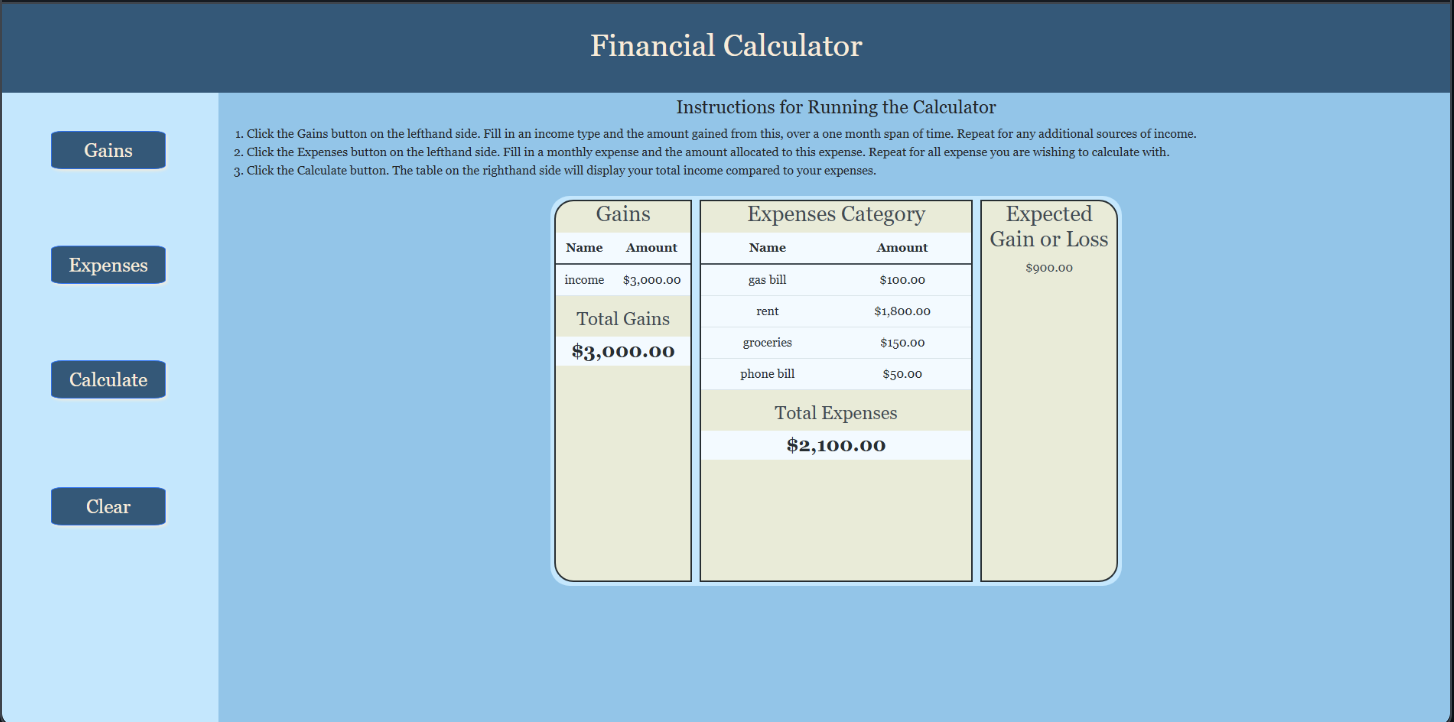 Financial Calculator
Gains
Expenses
Calculate
Clear
Instructions for Running the Calculator
1. Click the Gains button on the lefthand side. Fill in an income type and the amount gained from this, over a one month span of time. Repeat for any additional sources of income.
2. Click the Expenses button on the lefthand side. Fill in a monthly expense and the amount allocated to this expense. Repeat for all expense you are wishing to calculate with.
3. Click the Calculate button. The table on the righthand side will display your total income compared to your expenses.
Gains
Name Amount
income $3,000.00
Total Gains
$3,000.00
Expenses Category
Name Amount
gas bill $100.00
rent $1,800.00
groceries $150.00
phone bill $50.00
Total Expenses
$2,100.00
Expected
Gain or Loss
$900.00